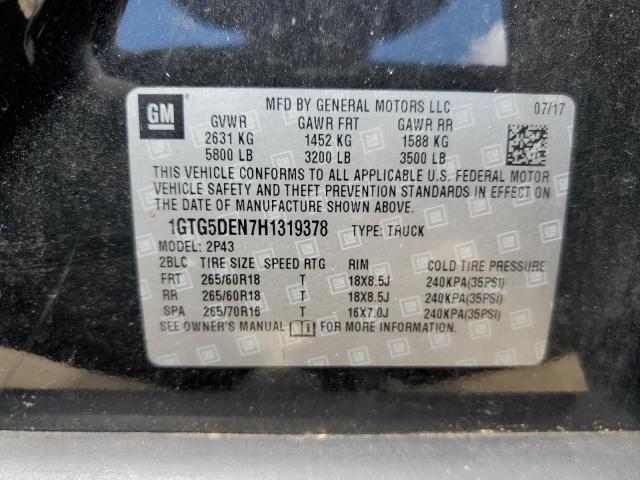 GM
MFD BY GENERAL MOTORS LLC 07/17
GVWR GAWR FRT GAWR RR
2631 KG 1452 KG 1588 KG
5800 LB 3200 LB 3500 LB
THIS VEHICLE CONFORMS TO ALL APPLICABLE U.S. FEDERAL MOTOR
VEHICLE SAFETY AND THEFT PREVENTION STANDARDS IN EFFECT
ON THE DATE OF MANUFACTURE SHOWN ABOVE.
1GTG5DEN7H1319378 TYPE: TRUCK
MODEL: 2P43
2BLC TIRE SIZE SPEED RTG RIM COLD TIRE PRESSURE
FRT 265/60R18 T 18X8.5J 240KPA(35PSI)
RR 265/60R18 T 18X8.5J 240KPA(35PSI)
SPA 265/70R16 T 16X7.0J 240KPA(35PSI)
SEE OWNER'S MANUAL FOR MORE INFORMATION.